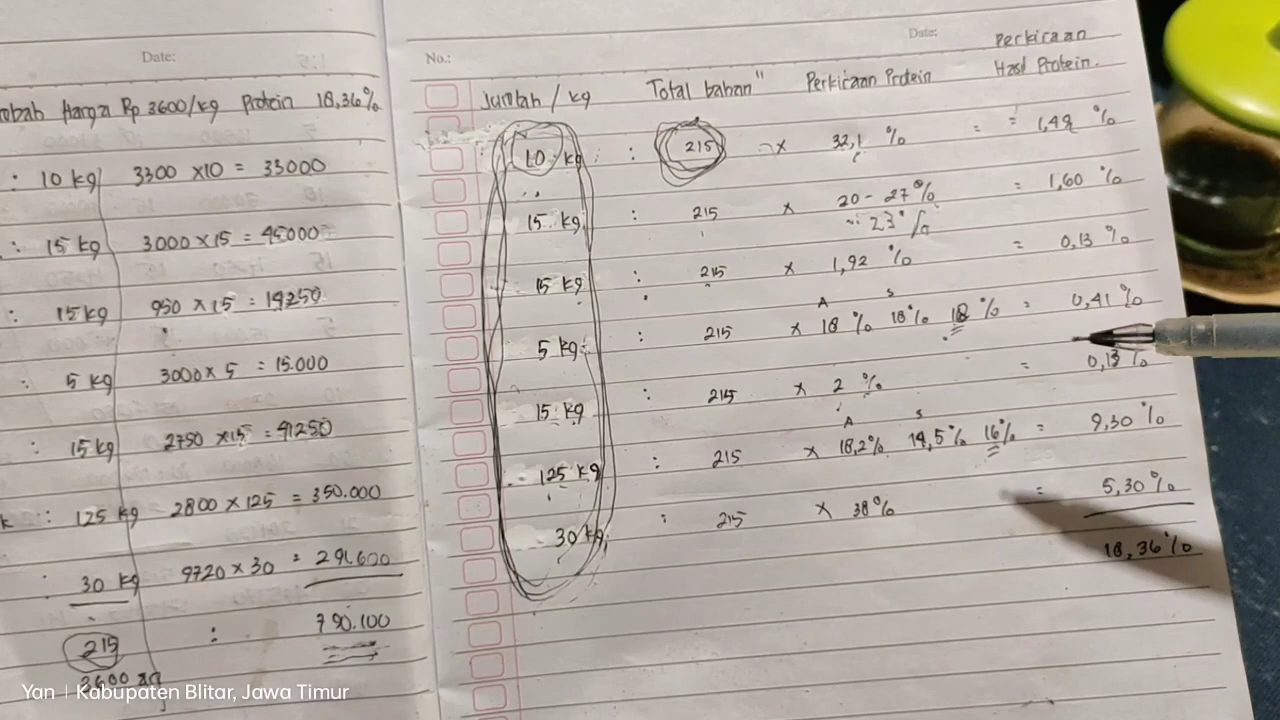 Date:
Harga Rp 3600/kg Protein 18,36%
: 10 kg 3300 x10 = 33000
: 15 kg 3000 x 15 = 45000
: 15 kg 950 x 15 = 14250
: 5 kg 3000 x 5 = 15.000
: 15 kg 2750 x 15 = 41250
: 125 kg 2800 x 125 = 350.000
: 30 kg 9720 x 30 = 291.600
215 : 790.100
No.: Date:
Jumlah / kg Total bahan" Perkiraan Protein Perkiraan Hasil Protein.
10 kg : 215 x 32,1 % = 1,49 %
15 kg : 215 x 20 - 27% = 1,60 %
23%
15 kg : 215 x 1,92 % = 0,13 %
A S
5 kg : 215 x 18 % 18% 18 % = 0,41 %
15 kg : 215 x 2 % = 0,13 %
A S
125 kg : 215 x 18,2% 14,5% 16% = 9,30 %
30 kg : 215 x 38% = 5,30 %
18,36 %
Yan | Kabupaten Blitar, Jawa Timur